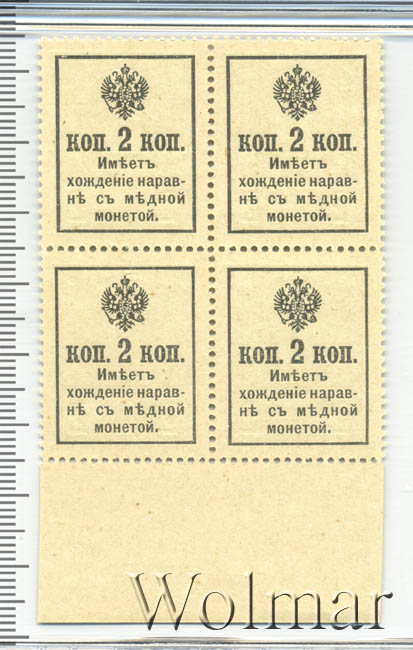 коп. 2 коп.
Имѣетъ
хожденіе нарав-
нѣ съ мѣдной
монетой.
коп. 2 коп.
Имѣетъ
хожденіе нарав-
нѣ съ мѣдной
монетой.
коп. 2 коп.
Имѣетъ
хожденіе нарав-
нѣ съ мѣдной
монетой.
коп. 2 коп.
Имѣетъ
хожденіе нарав-
нѣ съ мѣдной
монетой.
Wolmar